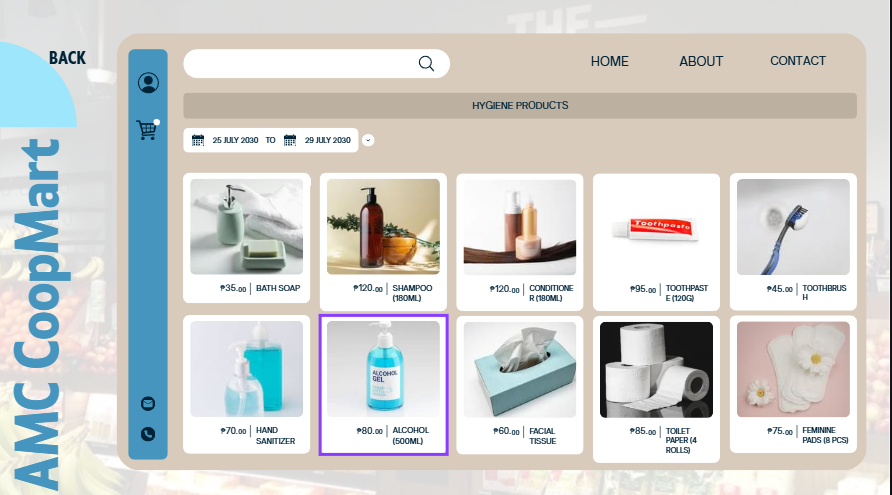 THE
BACK
AMC CoopMart
HOME
ABOUT
CONTACT
HYGIENE PRODUCTS
25 JULY 2030 TO 29 JULY 2030
₱35.00 | BATH SOAP
₱120.00 | SHAMPOO
(180ML)
₱120.00 | CONDITIONE
R (180ML)
Toothpaste
₱95.00 | TOOTHPAST
E (120G)
₱45.00 | TOOTHBRUS
H
₱70.00 | HAND
SANITIZER
ALCOHOL
GEL
₱80.00 | ALCOHOL
(500ML)
₱60.00 | FACIAL
TISSUE
₱85.00 | TOILET
PAPER (4
ROLLS)
₱75.00 | FEMININE
PADS (8 PCS)